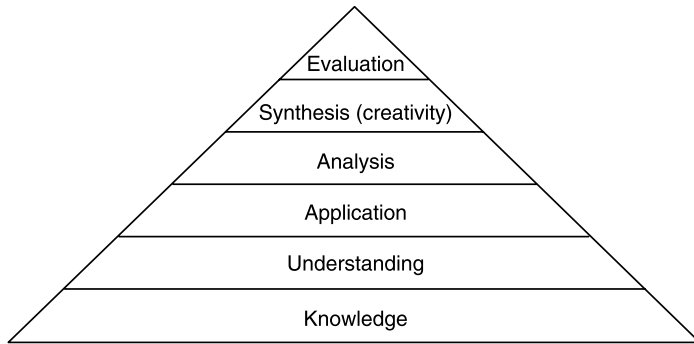 Evaluation
Synthesis (creativity)
Analysis
Application
Understanding
Knowledge